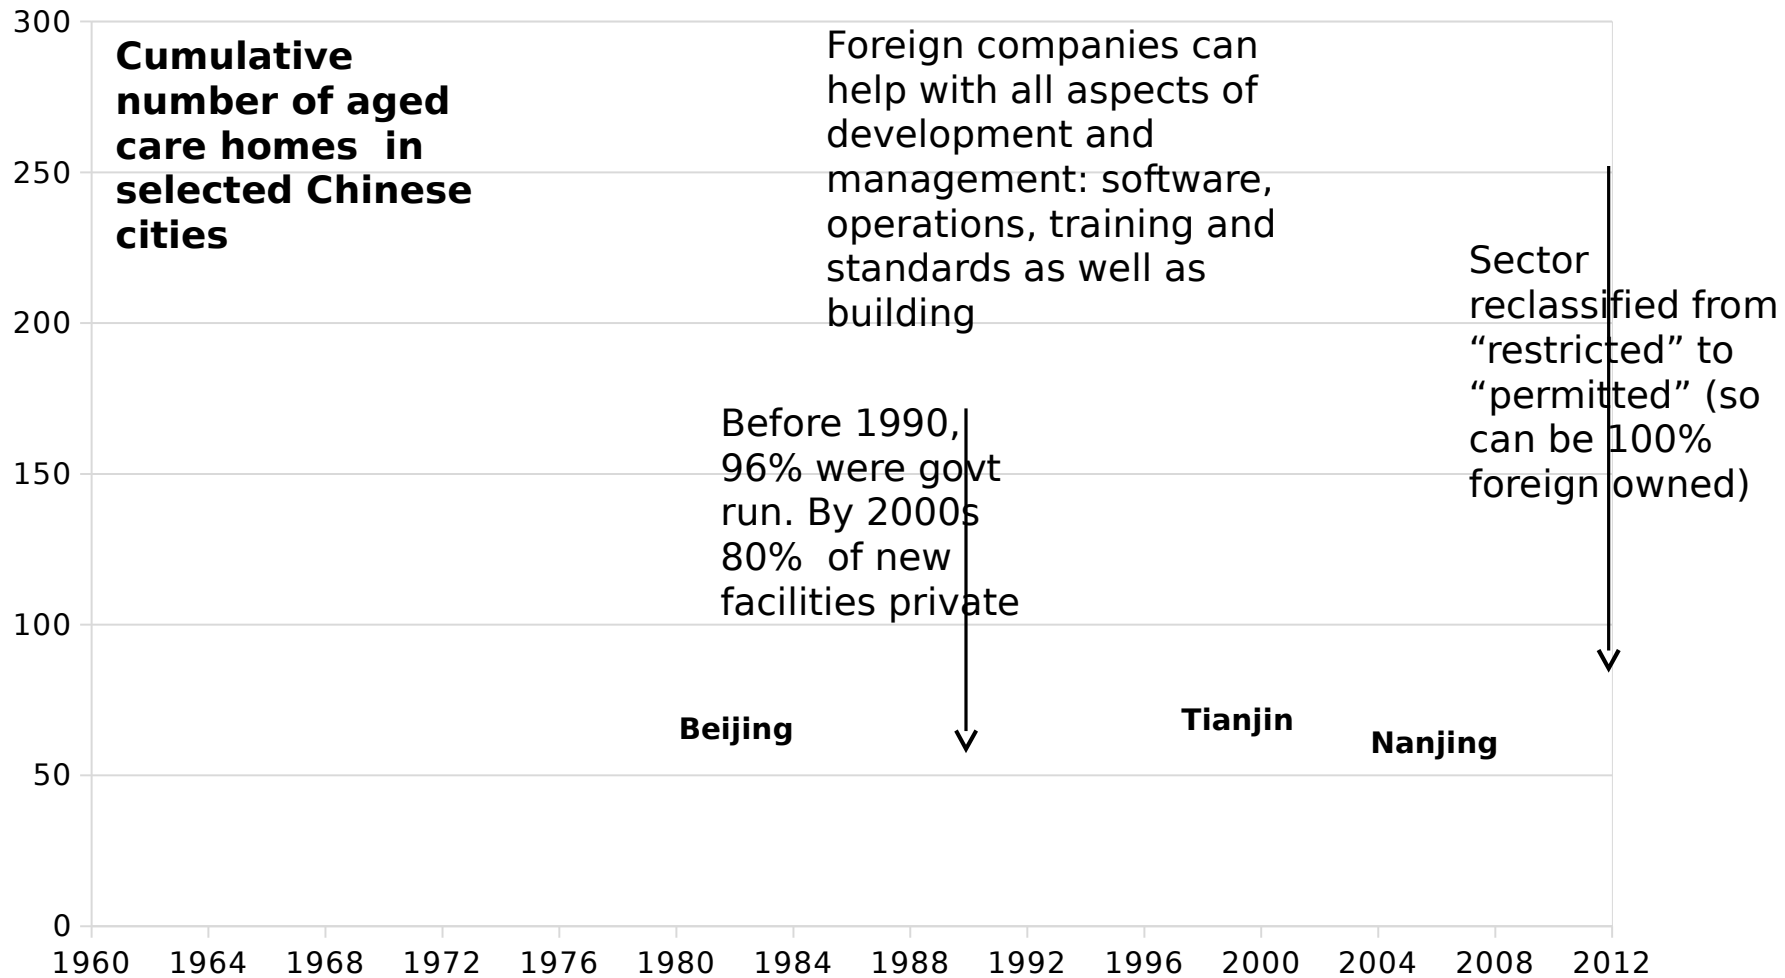 Cumulative
number of aged
care homes  in
selected Chinese
cities
Foreign companies can
help with all aspects of
development and
management: software,
operations, training and
standards as well as
building
Sector
reclassified from
“restricted” to
“permitted” (so
can be 100%
foreign owned)
Before 1990,
96% were govt
run. By 2000s
80%  of new
facilities private
Beijing
Tianjin
Nanjing
300
250
200
150
100
50
0
1960 1964 1968 1972 1976 1980 1984 1988 1992 1996 2000 2004 2008 2012